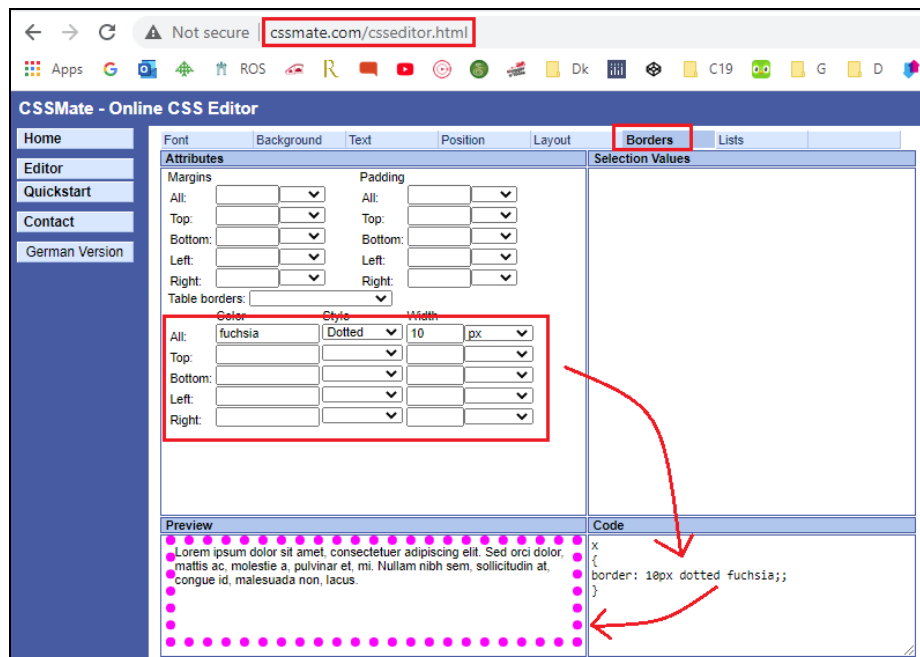 Not secure | cssmate.com/csseditor.html
Apps ROS R Dk C19 G D
CSSMate - Online CSS Editor
Home
Editor
Quickstart
Contact
German Version
Font Background Text Position Layout Borders Lists
Attributes
Margins Padding
All: All:
Top: Top:
Bottom: Bottom:
Left: Left:
Right: Right:
Table borders:
Color Style Width
All: fuchsia Dotted 10 px
Top:
Bottom:
Left:
Right:
Selection Values
Preview
Lorem ipsum dolor sit amet, consectetuer adipiscing elit. Sed orci dolor,
mattis ac, molestie a, pulvinar et, mi. Nullam nibh sem, sollicitudin at,
congue id, malesuada non, lacus.
Code
x
{
border: 10px dotted fuchsia;;
}